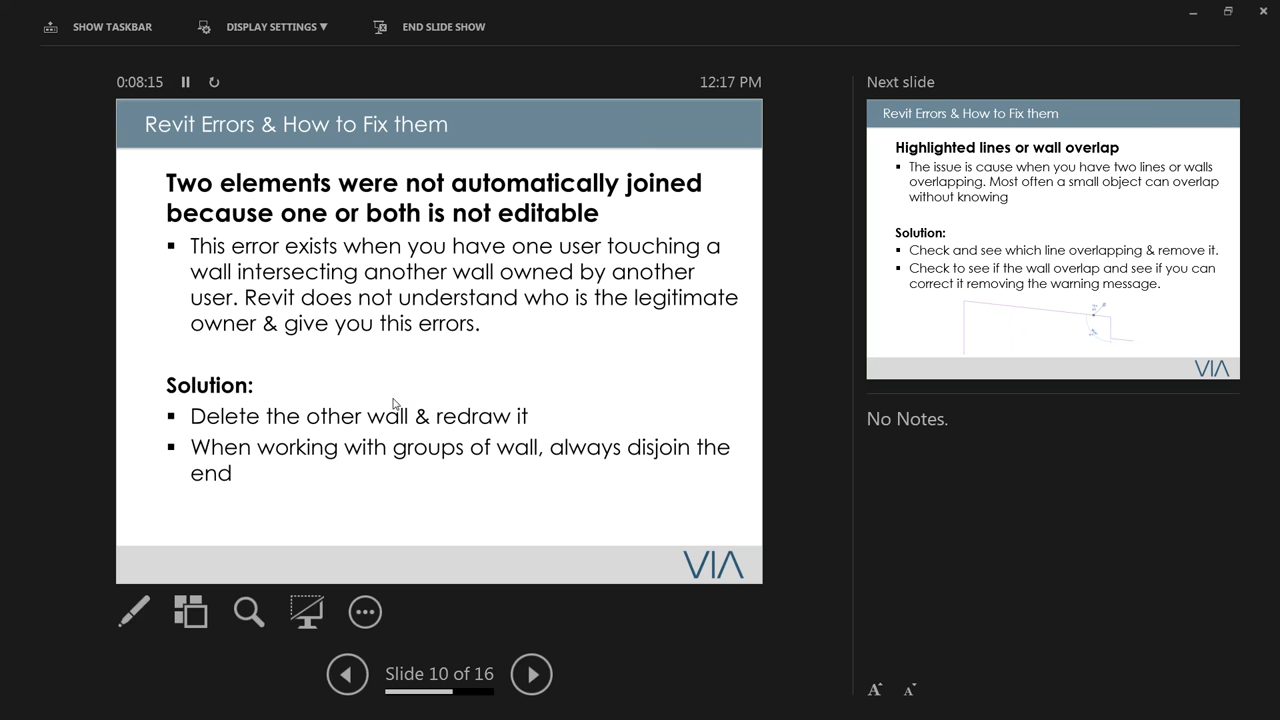 SHOW TASKBAR
DISPLAY SETTINGS ▼
END SLIDE SHOW
0:08:15
12:17 PM
Revit Errors & How to Fix them
Two elements were not automatically joined
because one or both is not editable
▪ This error exists when you have one user touching a
wall intersecting another wall owned by another
user. Revit does not understand who is the legitimate
owner & give you this errors.
Solution:
▪ Delete the other wall & redraw it
▪ When working with groups of wall, always disjoin the
end
VIA
Slide 10 of 16
Next slide
Revit Errors & How to Fix them
Highlighted lines or wall overlap
▪ The issue is cause when you have two lines or walls
overlapping. Most often a small object can overlap
without knowing
Solution:
▪ Check and see which line overlapping & remove it.
▪ Check to see if the wall overlap and see if you can
correct it removing the warning message.
VIA
No Notes.
A A